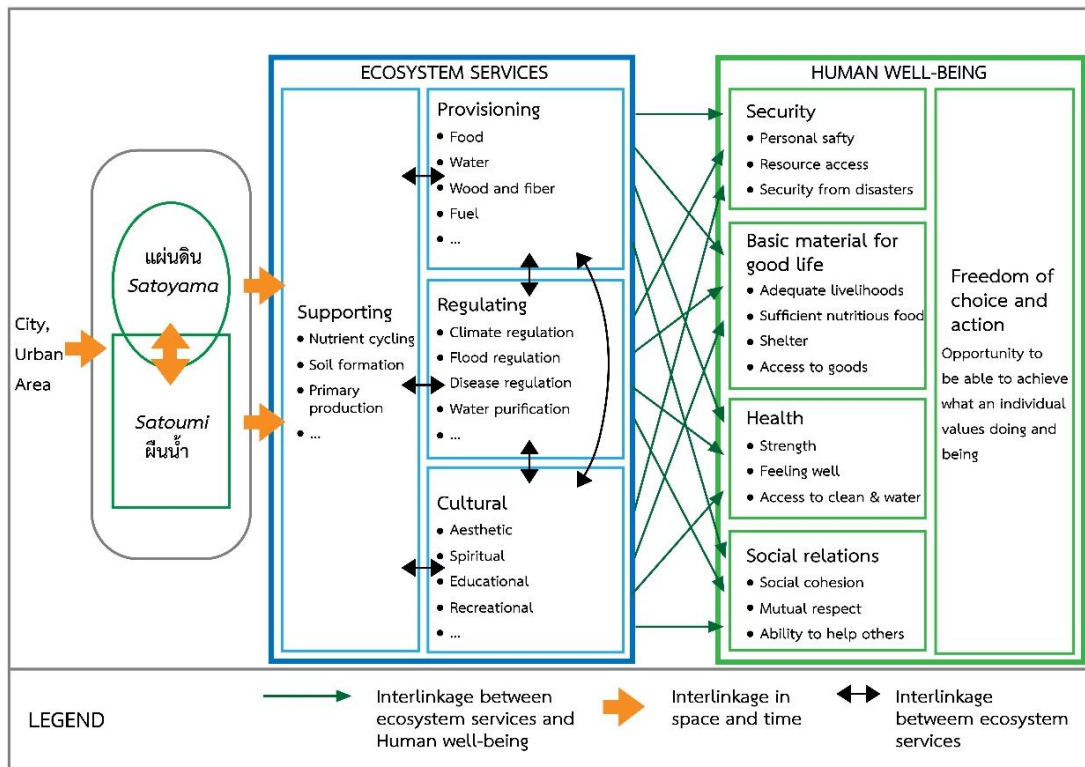 City,
Urban
Area
แผ่นดิน
Satoyama
Satoumi
ผืนน้ำ
ECOSYSTEM SERVICES
Supporting
• Nutrient cycling
• Soil formation
• Primary
production
• ...
Provisioning
• Food
• Water
• Wood and fiber
• Fuel
• ...
Regulating
• Climate regulation
• Flood regulation
• Disease regulation
• Water purification
• ...
Cultural
• Aesthetic
• Spiritual
• Educational
• Recreational
• ...
HUMAN WELL-BEING
Security
• Personal safty
• Resource access
• Security from disasters
Basic material for
good life
• Adequate livelihoods
• Sufficient nutritious food
• Shelter
• Access to goods
Health
• Strength
• Feeling well
• Access to clean & water
Social relations
• Social cohesion
• Mutual respect
• Ability to help others
Freedom of
choice and
action
Opportunity to
be able to achieve
what an individual
values doing and
being
LEGEND
Interlinkage between
ecosystem services and
Human well-being
Interlinkage in
space and time
Interlinkage
betweem ecosystem
services